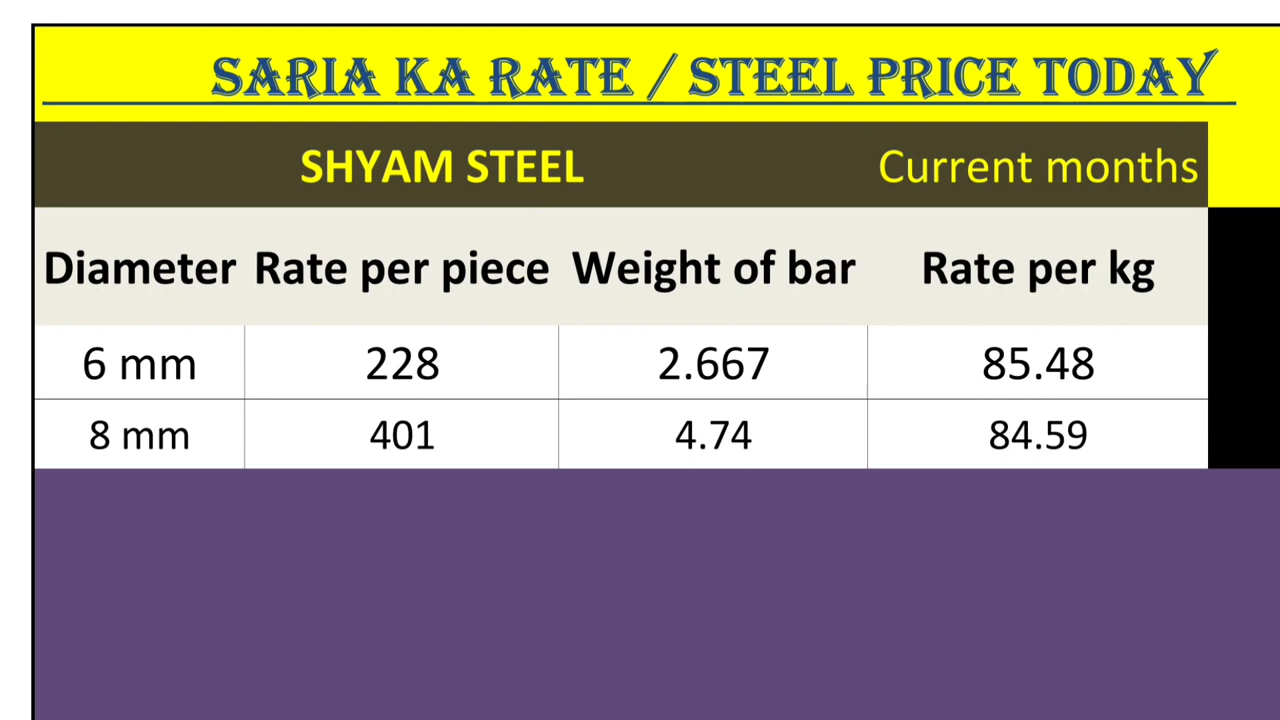 SARIA KA RATE / STEEL PRICE TODAY
SHYAM STEEL Current months
Diameter Rate per piece Weight of bar Rate per kg
6 mm 228 2.667 85.48
8 mm 401 4.74 84.59